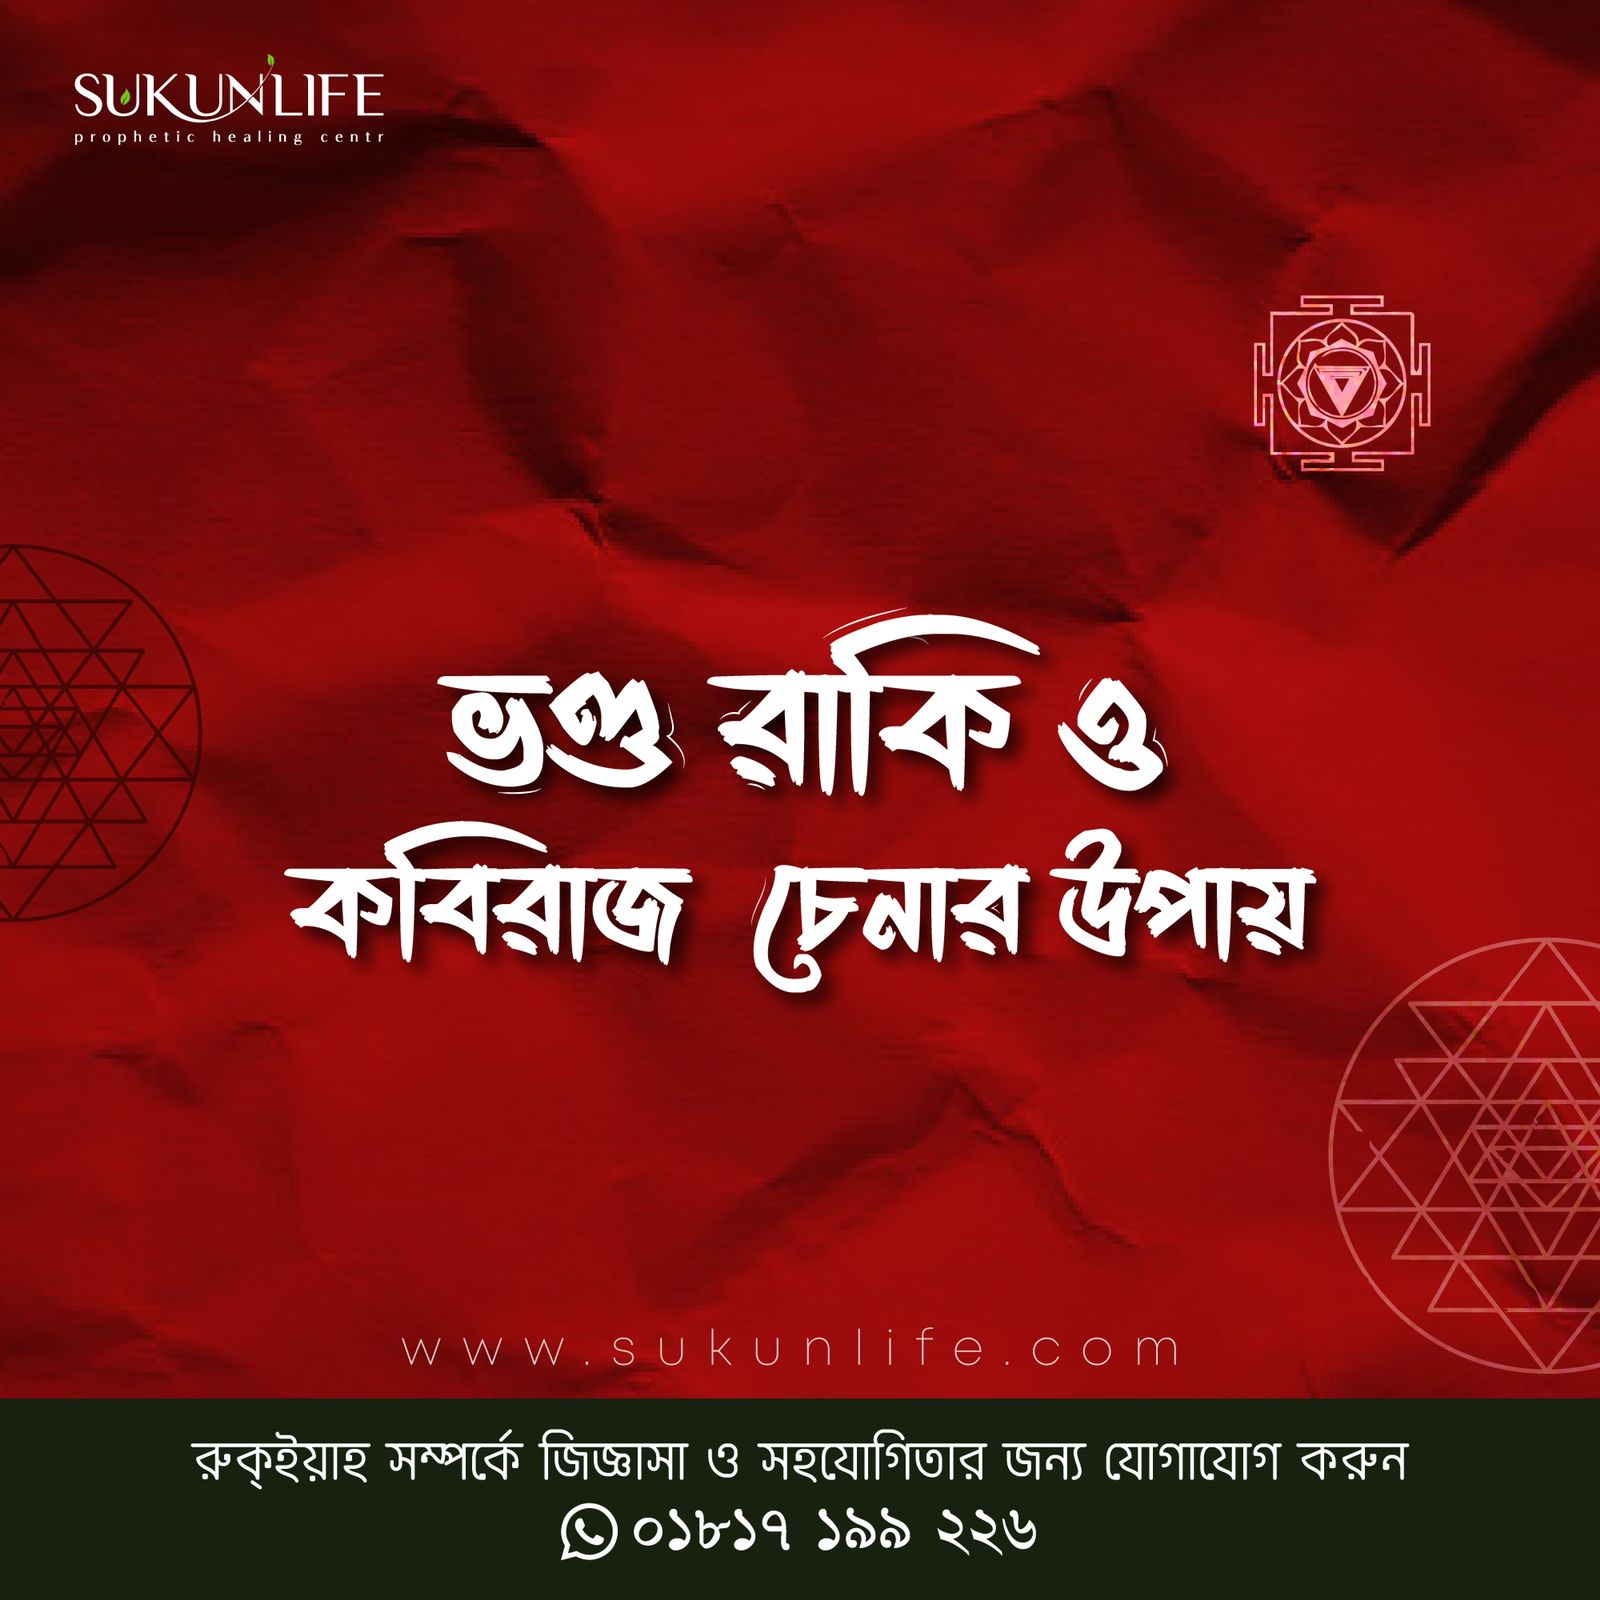 SUKUNLIFE
prophetic healing centr
ভণ্ড রাকি ও
কবিরাজ চেনার উপায়
www.sukunlife.com
রুক্ইয়াহ সম্পর্কে জিজ্ঞাসা ও সহযোগিতার জন্য যোগাযোগ করুন
০১৮১৭ ১৯৯ ২২৬